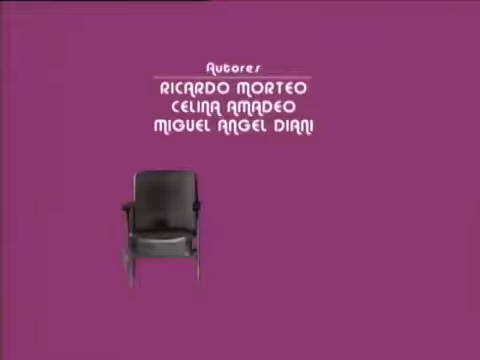 Autores
RICARDO MORTEO
CELINA AMADEO
MIGUEL ANGEL DIANI